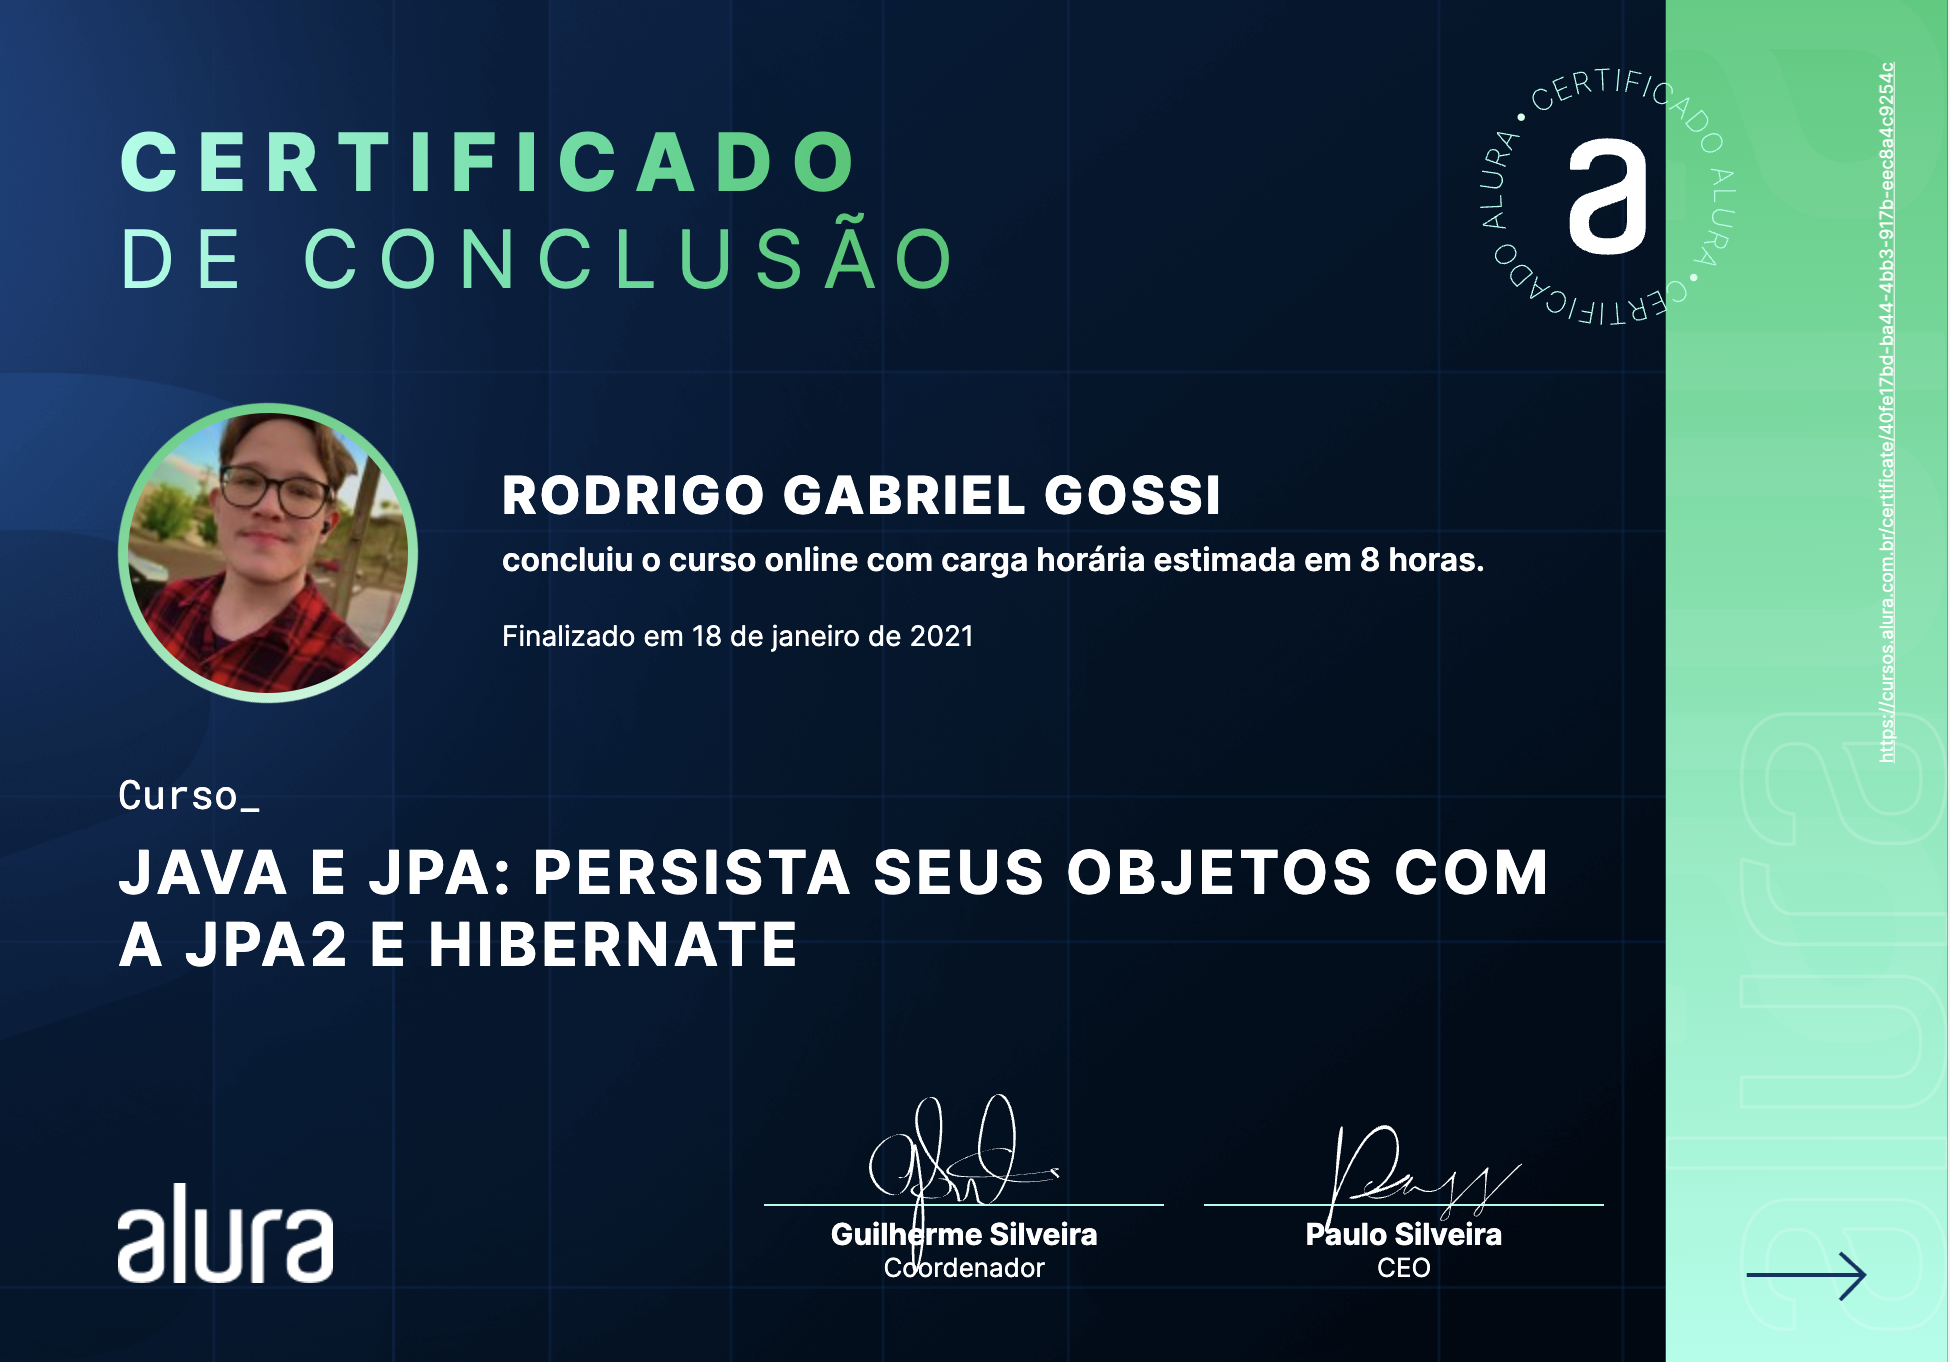 CERTIFICADO
DE CONCLUSÃO
CERTIFICADO ALURA • CERTIFICADO ALURA •
a
RODRIGO GABRIEL GOSSI
concluiu o curso online com carga horária estimada em 8 horas.
Finalizado em 18 de janeiro de 2021
Curso_
JAVA E JPA: PERSISTA SEUS OBJETOS COM
A JPA2 E HIBERNATE
alura
Guilherme Silveira
Coordenador
Paulo Silveira
CEO
https://cursos.alura.com.br/certificate/40fe17bd-ba44-4bb3-917b-eec8a4c9254c
alura